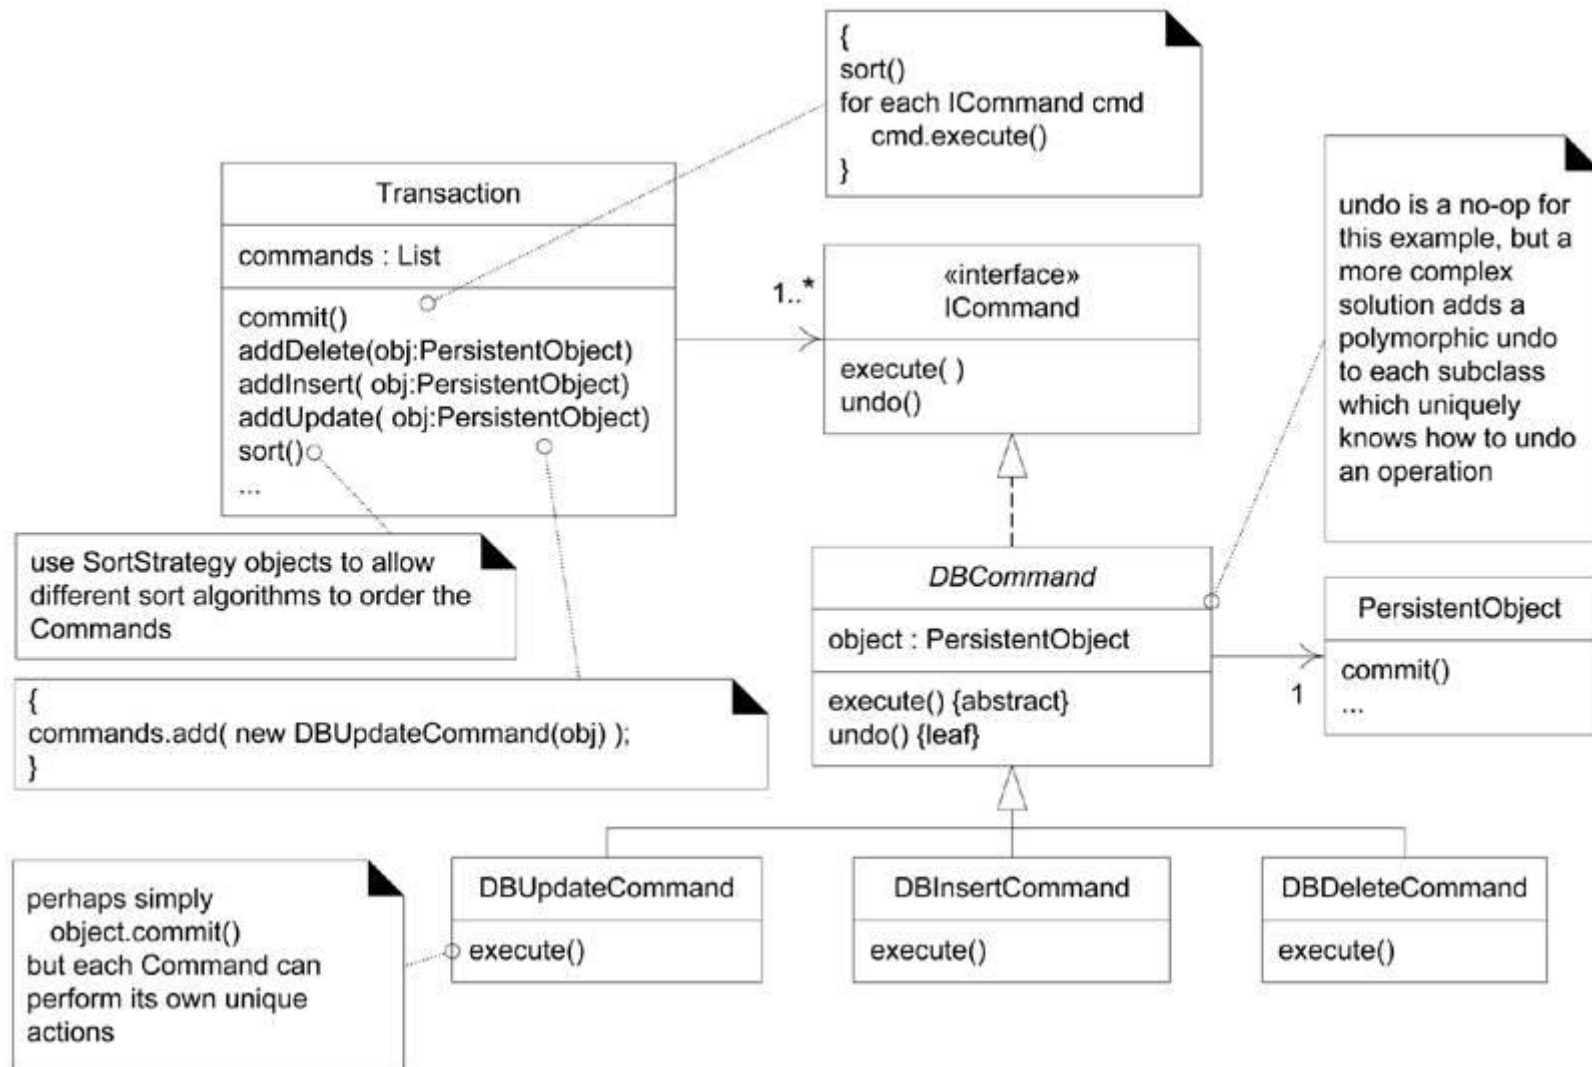 {
sort()
for each ICommand cmd
cmd.execute()
}
Transaction
commands : List
commit()
addDelete(obj:PersistentObject)
addInsert( obj:PersistentObject)
addUpdate( obj:PersistentObject)
sort()
...
1..*
«interface»
ICommand
execute( )
undo()
undo is a no-op for
this example, but a
more complex
solution adds a
polymorphic undo
to each subclass
which uniquely
knows how to undo
an operation
use SortStrategy objects to allow
different sort algorithms to order the
Commands
DBCommand
object : PersistentObject
execute() {abstract}
undo() {leaf}
1
PersistentObject
commit()
...
{
commands.add( new DBUpdateCommand(obj) );
}
perhaps simply
object.commit()
but each Command can
perform its own unique
actions
DBUpdateCommand
execute()
DBInsertCommand
execute()
DBDeleteCommand
execute()